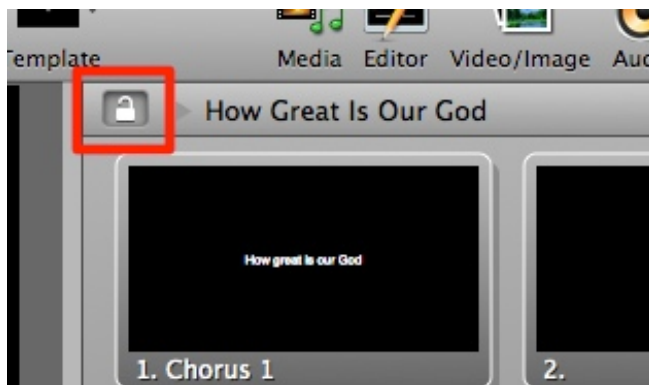 Template Media Editor Video/Image Aud
How Great Is Our God
How great is our God
1. Chorus 1
2.